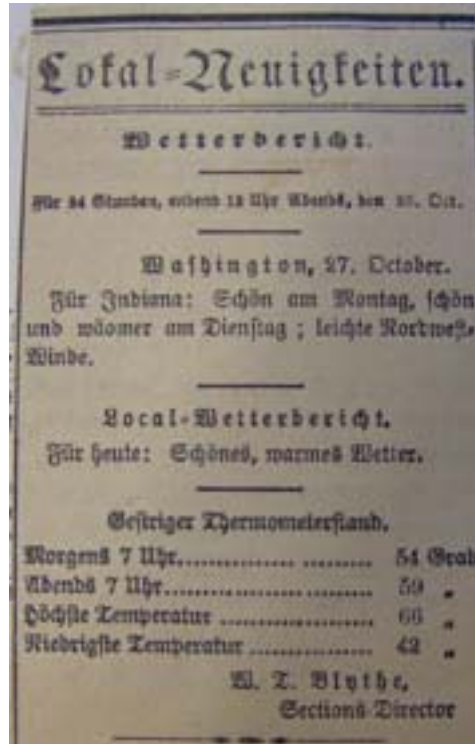 Lokal-Neuigkeiten.
Wetterbericht.
Für 24 Stunden, endend 12 Uhr Abends, den Oct.
Washington, 27. October.
Für Indiana: Schön am Montag, schön
und wäomer am Dienstag; leichte Nordwest-
Winde.
Local-Wetterbericht.
Für heute: Schönes, warmes Wetter.
Gestriger Thermometerstand.
Morgens 7 Uhr.............. ......... 54 Grad
Abends 7 Uhr...................... 59 „
Höchste Temperatur ................ 66 „
Niedrigste Temperatur ............. 42 „
W. T. Blythe,
Sections Director